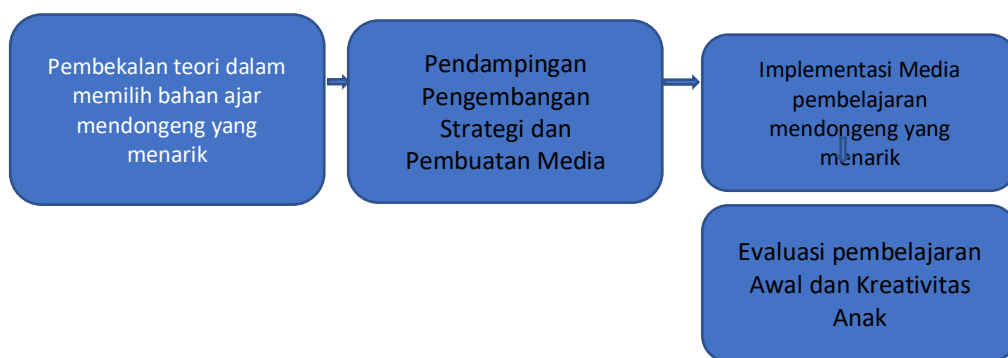 Pembekalan teori dalam
memilih bahan ajar
mendongeng yang
menarik
Pendampingan
Pengembangan
Strategi dan
Pembuatan Media
Implementasi Media
pembelajaran
mendongeng yang
menarik
Evaluasi pembelajaran
Awal dan Kreativitas
Anak